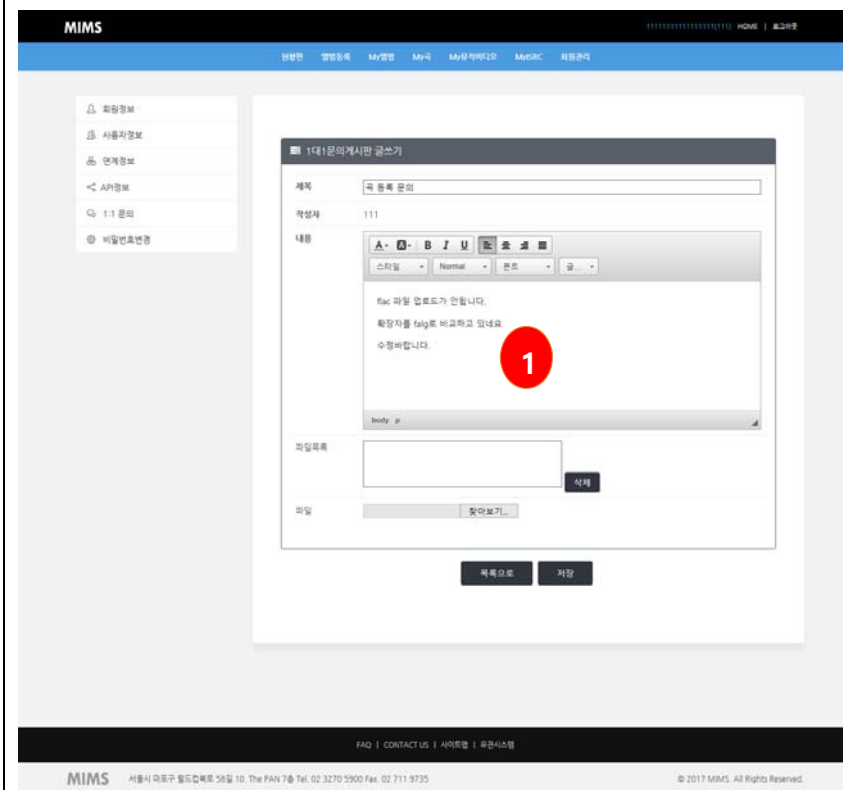 MIMS
11111111111111111(111) HOME | 로그아웃
현황판 앨범등록 My앨범 My곡 My뮤직비디오 MyISRC 회원관리
회원정보
사용자정보
연계정보
API정보
1:1 문의
비밀번호변경
1대1문의게시판 글쓰기
제목
곡 등록 문의
작성자
111
내용
A A B I U
스타일 Normal 폰트 글...
flac 파일 업로드가 안됩니다.
확장자를 falg로 비교하고 있네요
수정바랍니다.
1
body p
파일목록
삭제
파일
찾아보기...
목록으로 저장
FAQ | CONTACT US | 사이트맵 | 유관시스템
MIMS 서울시 마포구 월드컵북로 58길 10. The PAN 7층 Tel. 02 3270 5900 Fax. 02 711 9735
© 2017 MIMS. All Rights Reserved.